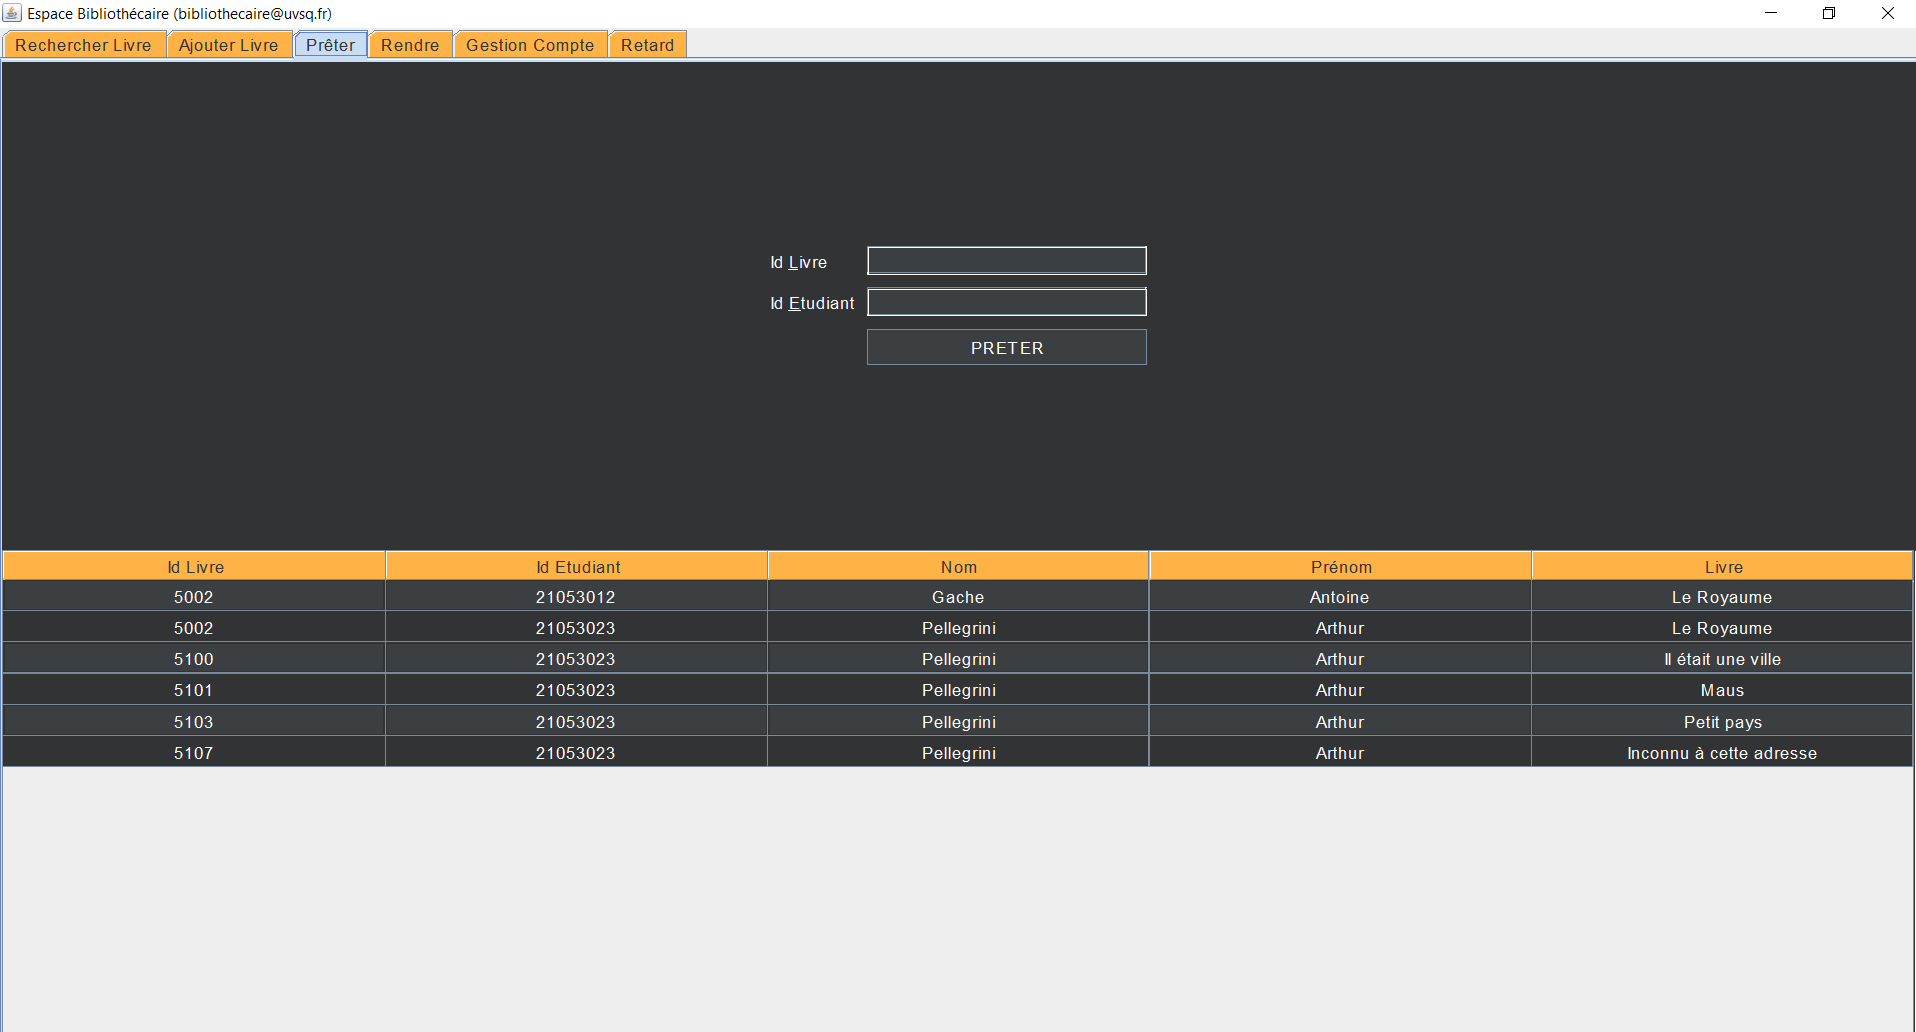 Espace Bibliothécaire (bibliothecaire@uvsq.fr)
Rechercher Livre Ajouter Livre Prêter Rendre Gestion Compte Retard
Id Livre
Id Etudiant
PRETER
Id Livre Id Etudiant Nom Prénom Livre
5002 21053012 Gache Antoine Le Royaume
5002 21053023 Pellegrini Arthur Le Royaume
5100 21053023 Pellegrini Arthur Il était une ville
5101 21053023 Pellegrini Arthur Maus
5103 21053023 Pellegrini Arthur Petit pays
5107 21053023 Pellegrini Arthur Inconnu à cette adresse